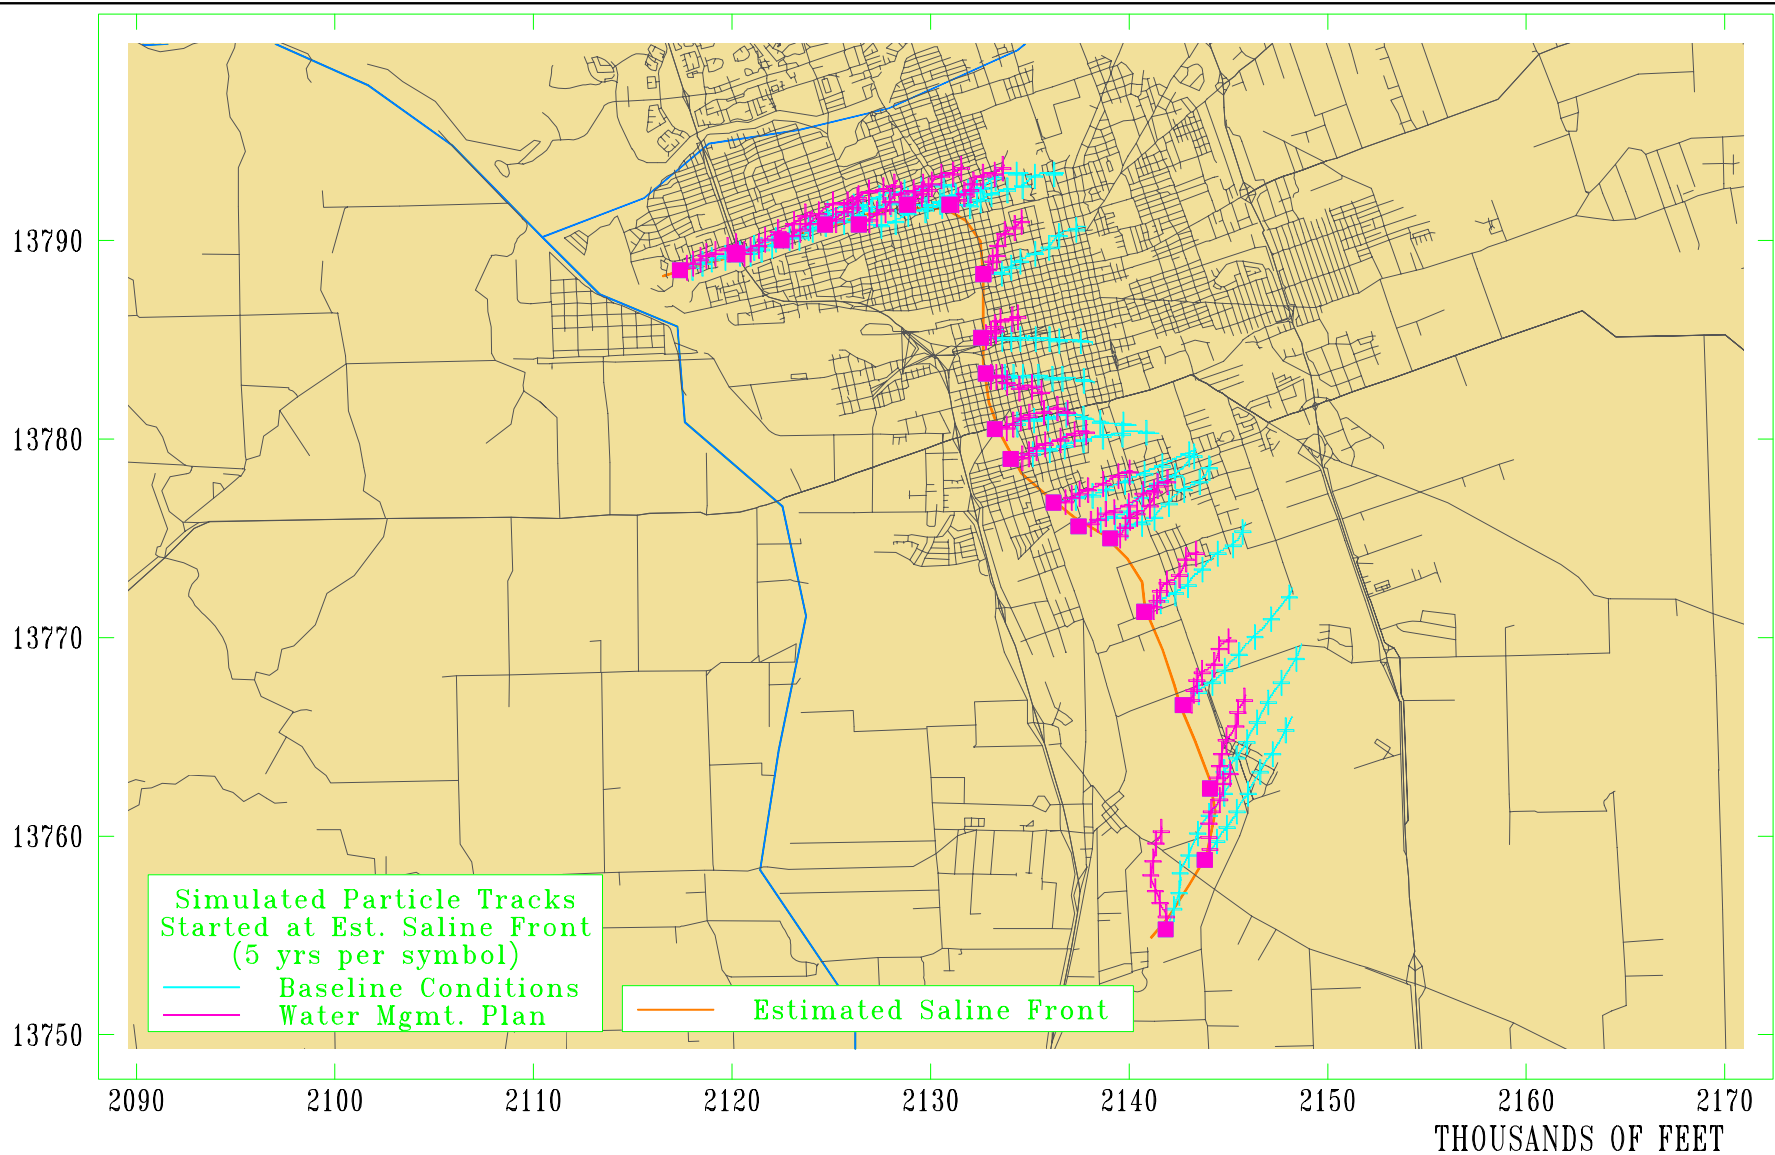 13790
13780
13770
13760
13750
Simulated Particle Tracks
Started at Est. Saline Front
(5 yrs per symbol)
Baseline Conditions
Water Mgmt. Plan
Estimated Saline Front
2090 2100 2110 2120 2130 2140 2150 2160 2170
THOUSANDS OF FEET